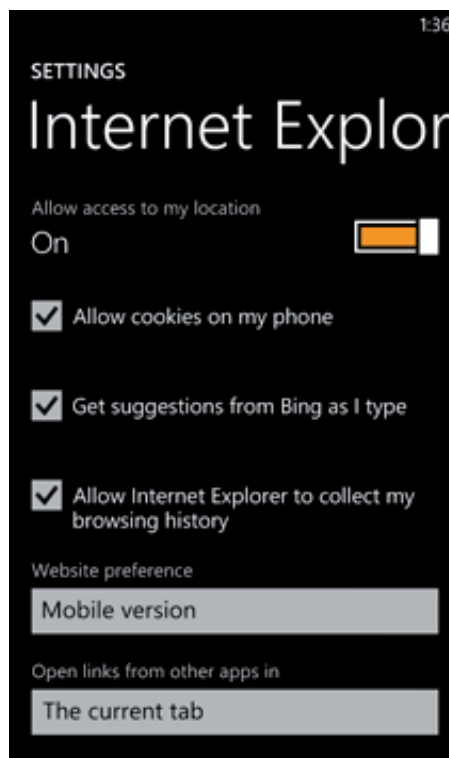 1:36
SETTINGS
Internet Explor
Allow access to my location
On
Allow cookies on my phone
Get suggestions from Bing as I type
Allow Internet Explorer to collect my
browsing history
Website preference
Mobile version
Open links from other apps in
The current tab